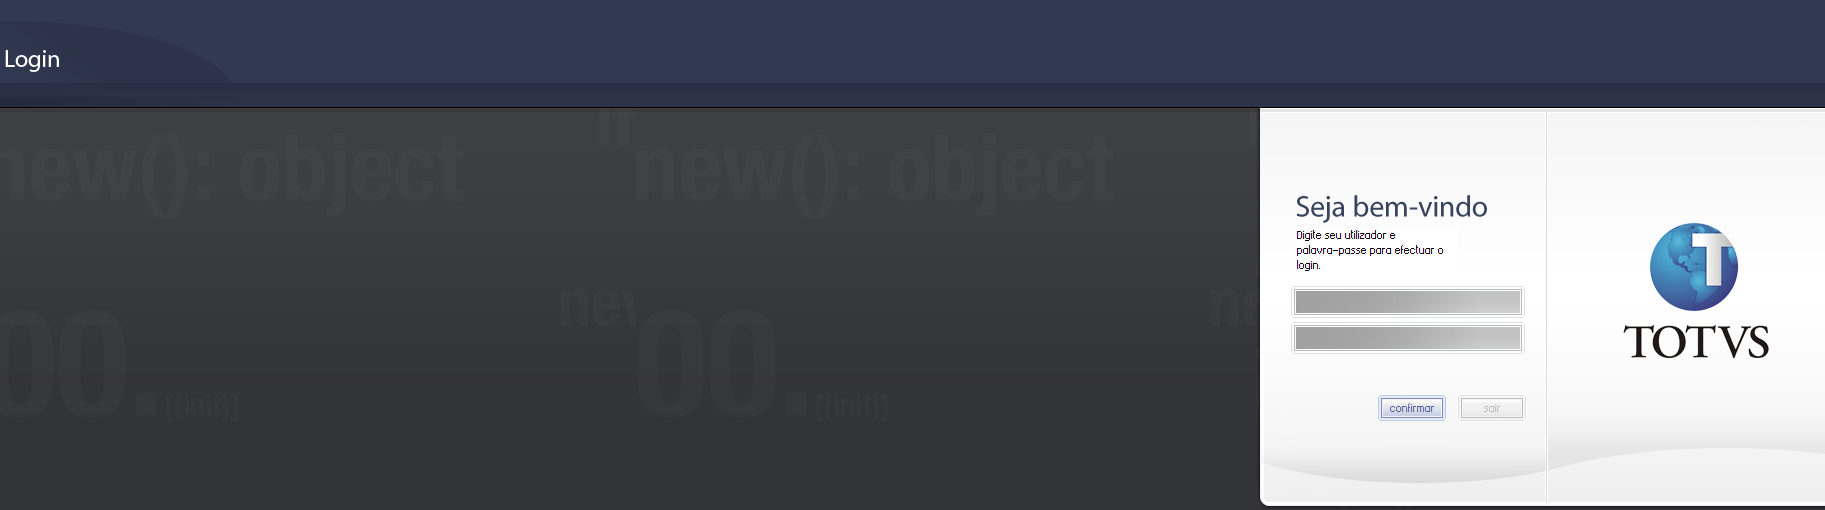 Login
new(): object
new(): object
Seja bem-vindo
Digite seu utilizador e
palavra-passe para efectuar o
login.
00.[{init}]
00.[{init}]
confirmar
sair
T
TOTVS